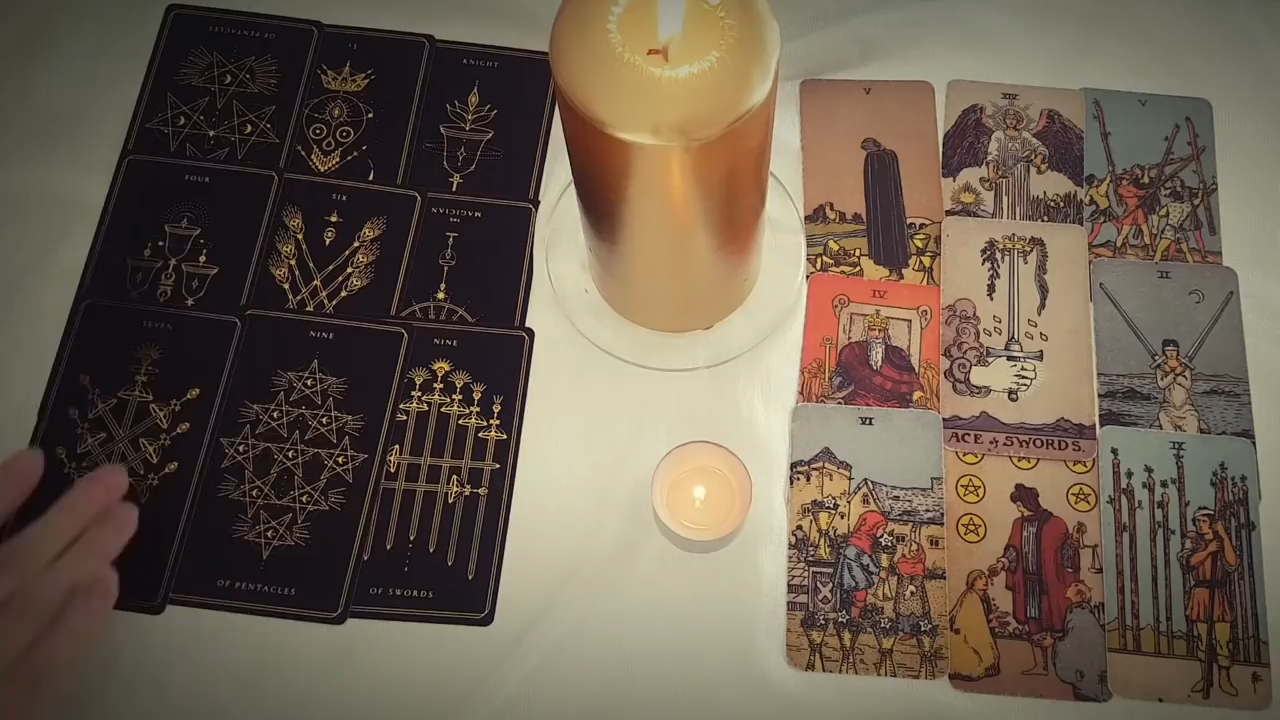 OF PENTACLES
KNIGHT
FOUR
SIX
THE
MAGICIAN
SEVEN
NINE
OF PENTACLES
NINE
OF SWORDS
V
XIV
V
IV
II
ACE of SWORDS.
VI
IX